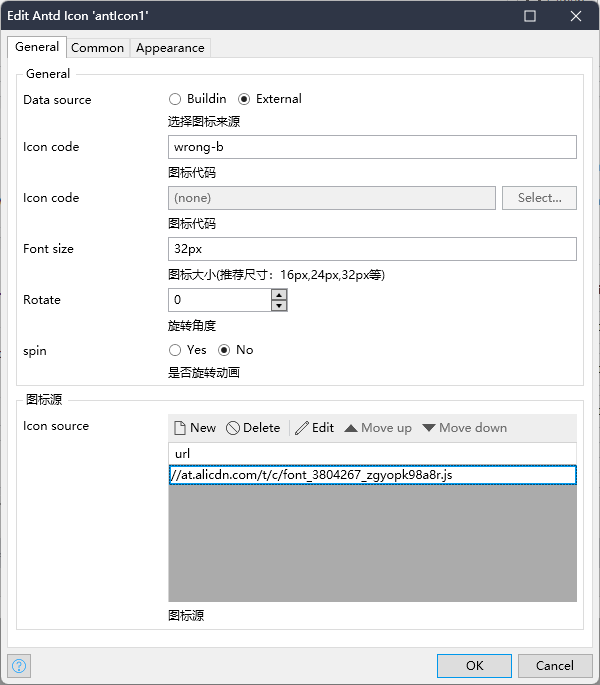 Edit Antd Icon 'antIcon1'
General Common Appearance
General
Data source Buildin External
选择图标来源
Icon code wrong-b
图标代码
Icon code (none) Select...
图标代码
Font size 32px
图标大小(推荐尺寸：16px,24px,32px等)
Rotate 0
旋转角度
spin Yes No
是否旋转动画
图标源
Icon source New Delete Edit Move up Move down
url
//at.alicdn.com/t/c/font_3804267_zgyopk98a8r.js
图标源
? OK Cancel